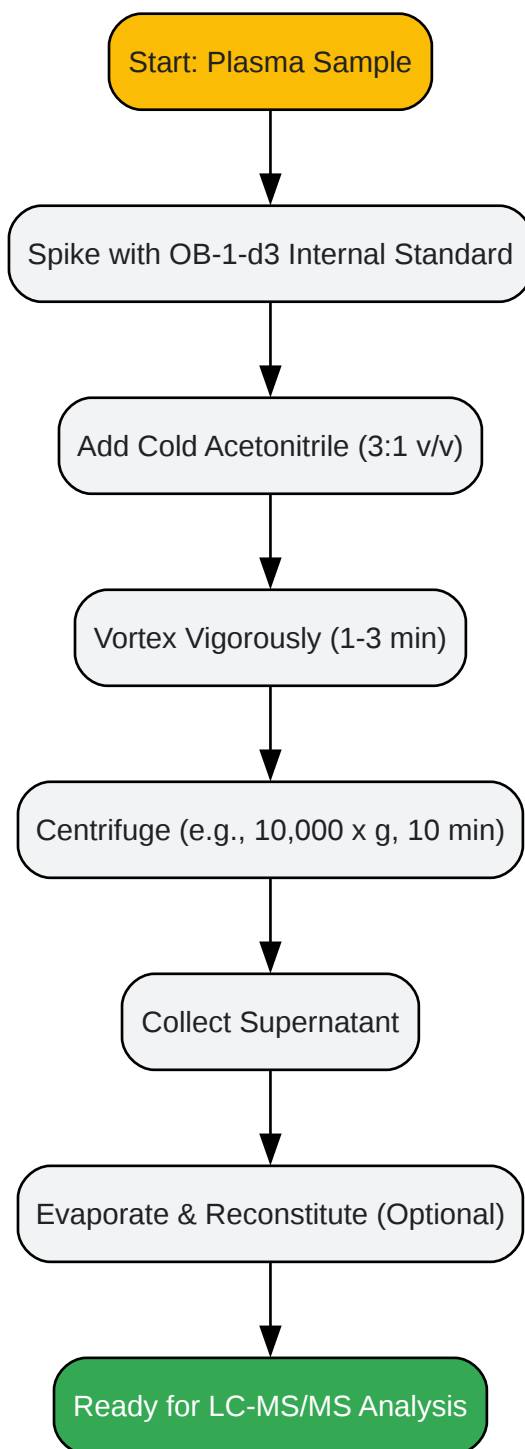 Start: Plasma Sample
Spike with OB-1-d3 Internal Standard
Add Cold Acetonitrile (3:1 v/v)
Vortex Vigorously (1-3 min)
Centrifuge (e.g., 10,000 x g, 10 min)
Collect Supernatant
Evaporate & Reconstitute (Optional)
Ready for LC-MS/MS Analysis